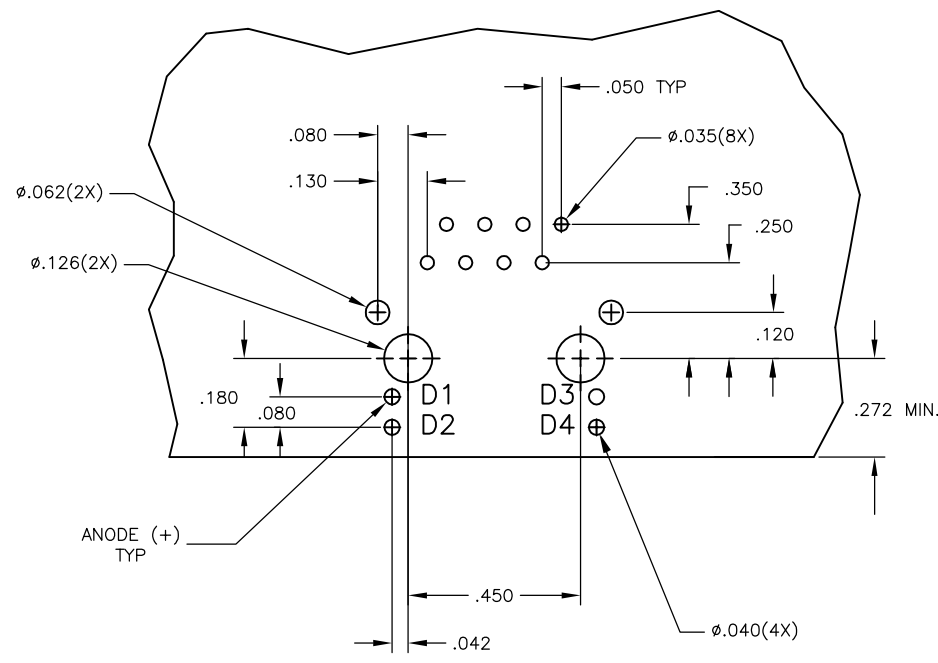 .050 TYP
.080
ø.035(8X)
.130
.350
ø.062(2X)
.250
ø.126(2X)
.120
D1
D3
.180
.080
D2
D4
.272 MIN.
ANODE (+)
TYP
.450
ø.040(4X)
.042